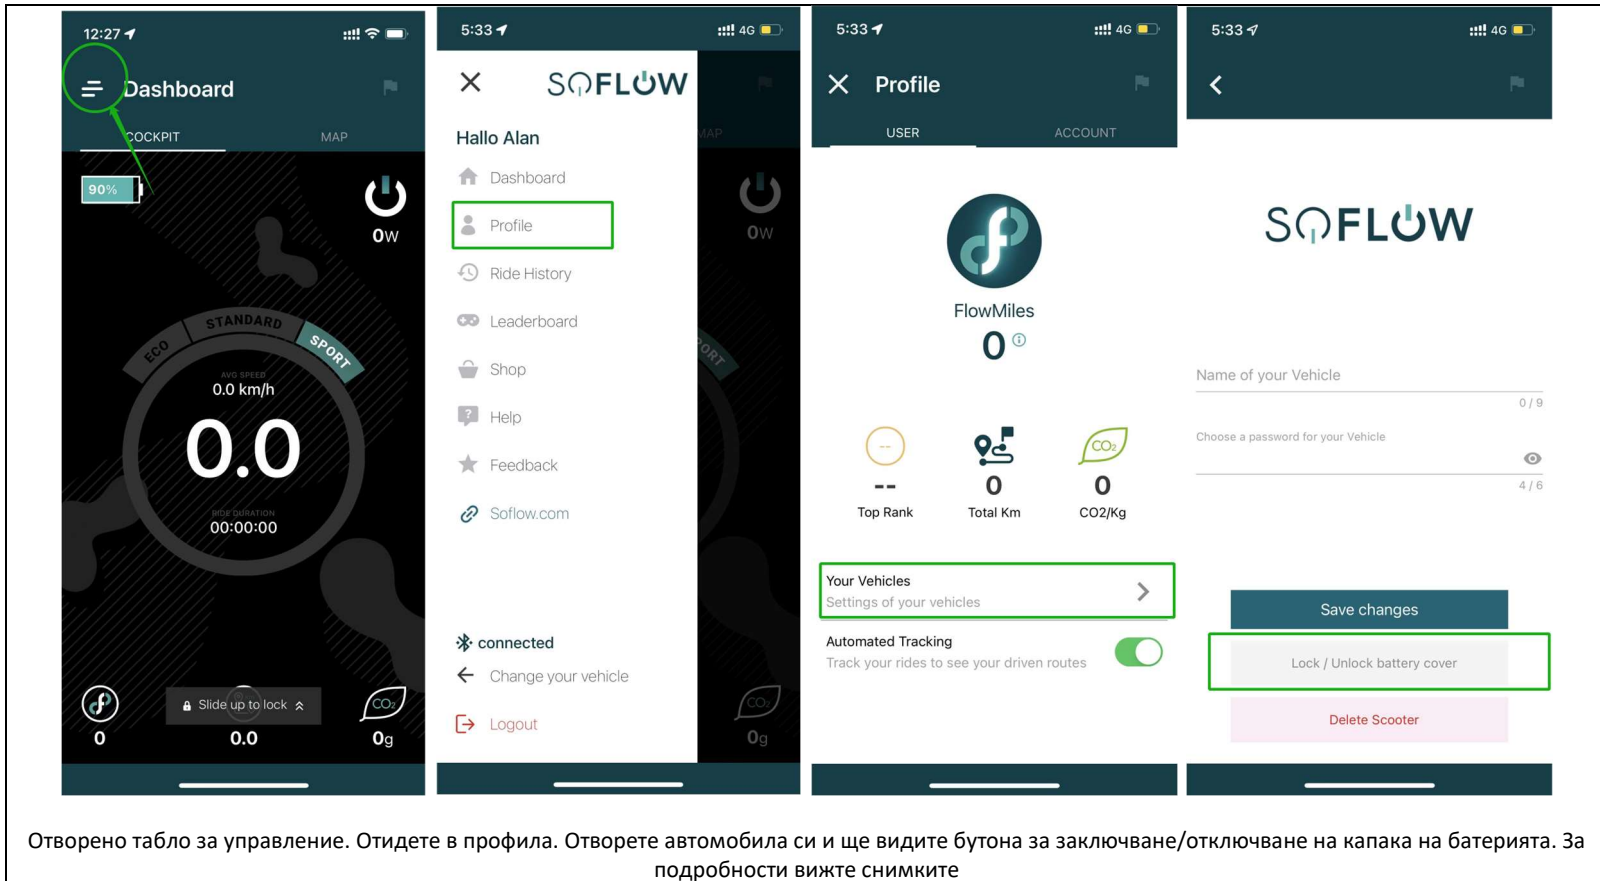 12:27
Dashboard
COCKPIT
MAP
90%
0W
ECO
STANDARD
SPORT
AVG SPEED
0.0 km/h
0.0
RIDE DURATION
00:00:00
Slide up to lock
CO₂
0
0.0
0g
5:33
4G
SOFLOW
MAP
Hallo Alan
Dashboard
Profile
0W
Ride History
Leaderboard
Shop
Help
Feedback
Soflow.com
connected
Change your vehicle
Logout
CO₂
0g
5:33
4G
Profile
USER
ACCOUNT
FlowMiles
0
--
CO₂
--
0
0
Top Rank
Total Km
CO2/Kg
Your Vehicles
Settings of your vehicles
Automated Tracking
Track your rides to see your driven routes
5:33
4G
SOFLOW
Name of your Vehicle
0 / 9
Choose a password for your Vehicle
4 / 6
Save changes
Lock / Unlock battery cover
Delete Scooter
Отворено табло за управление. Отидете в профила. Отворете автомобила си и ще видите бутона за заключване/отключване на капака на батерията. За
подробности вижте снимките